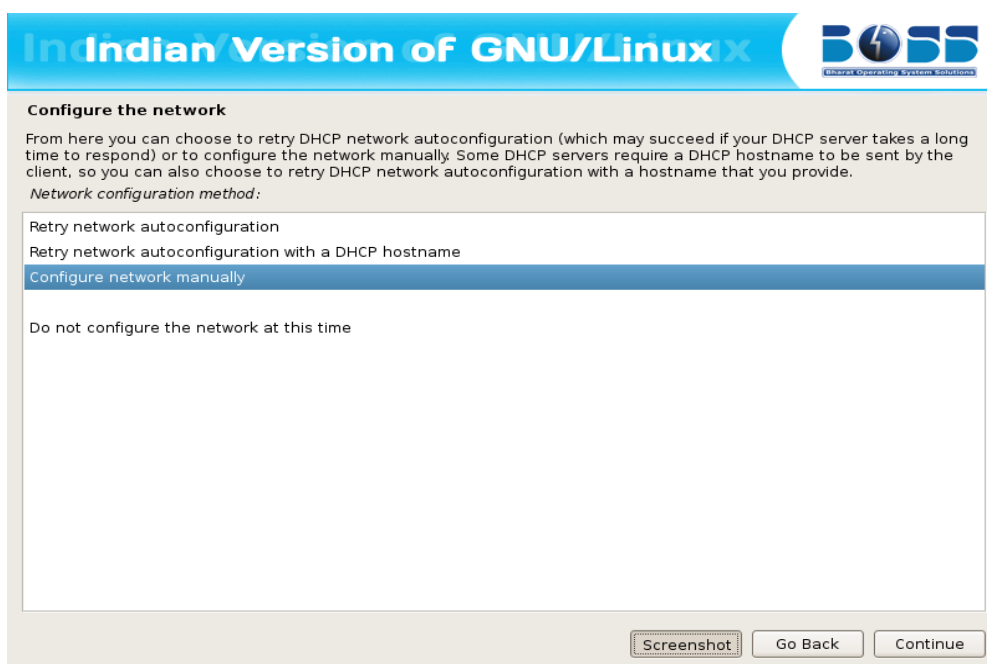 Indian Version of GNU/Linux
BOSS
Bharat Operating System Solutions
Configure the network
From here you can choose to retry DHCP network autoconfiguration (which may succeed if your DHCP server takes a long
time to respond) or to configure the network manually. Some DHCP servers require a DHCP hostname to be sent by the
client, so you can also choose to retry DHCP network autoconfiguration with a hostname that you provide.
Network configuration method:
Retry network autoconfiguration
Retry network autoconfiguration with a DHCP hostname
Configure network manually
Do not configure the network at this time
Screenshot Go Back Continue